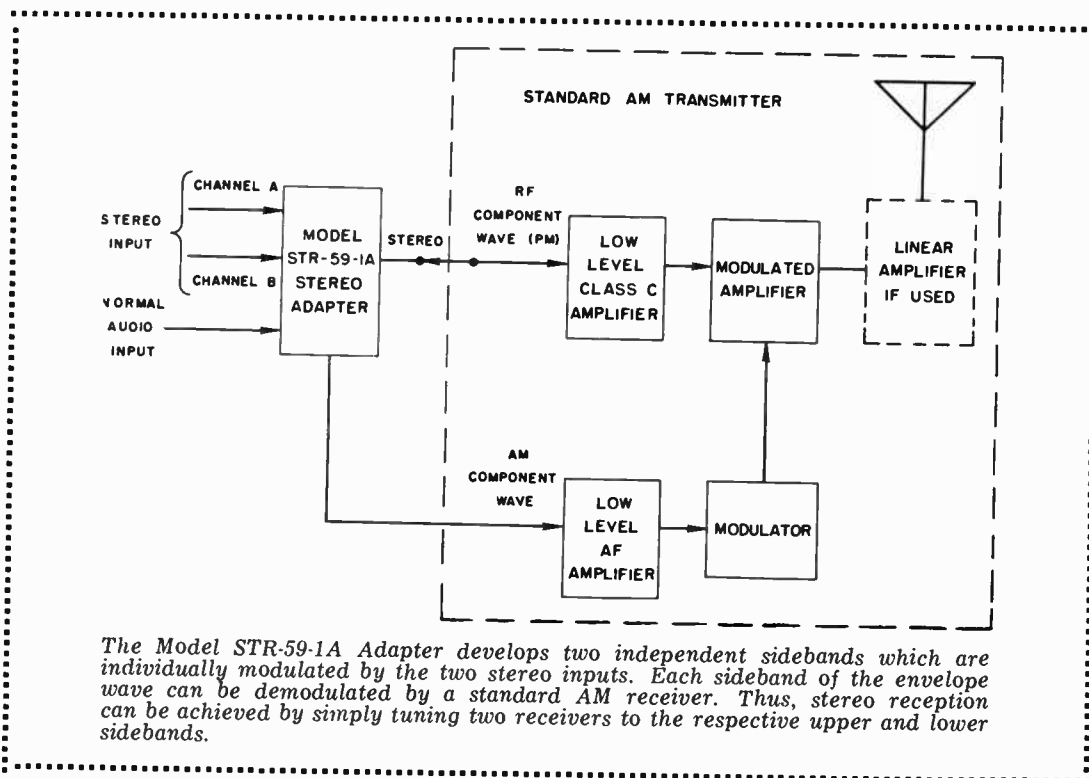 STANDARD AM TRANSMITTER
CHANNEL A
STEREO
INPUT
CHANNEL B
NORMAL
AUDIO
INPUT
MODEL
STR-59-1A
STEREO
ADAPTER
STEREO
RF
COMPONENT
WAVE (PM)
LOW
LEVEL
CLASS C
AMPLIFIER
MODULATED
AMPLIFIER
LINEAR
AMPLIFIER
IF USED
AM
COMPONENT
WAVE
LOW
LEVEL
AF
AMPLIFIER
MODULATOR
The Model STR-59-1A Adapter develops two independent sidebands which are
individually modulated by the two stereo inputs. Each sideband of the envelope
wave can be demodulated by a standard AM receiver. Thus, stereo reception
can be achieved by simply tuning two receivers to the respective upper and lower
sidebands.